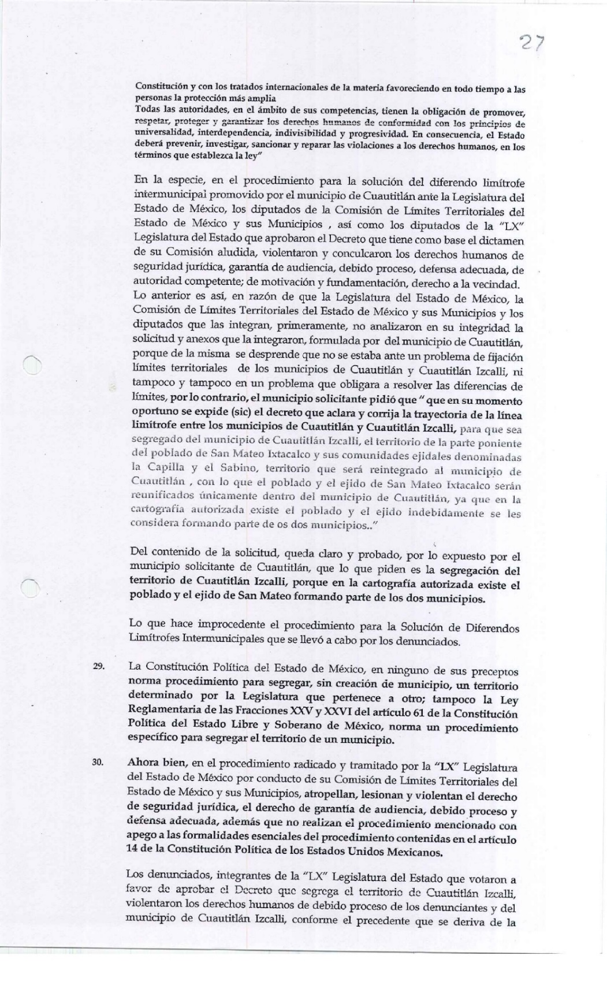 27
Constitución y con los tratados internacionales de la materia favoreciendo en todo tiempo a las
personas la protección más amplia
Todas las autoridades, en el ámbito de sus competencias, tienen la obligación de promover,
respetar, proteger y garantizar los derechos humanos de conformidad con los principios de
universalidad, interdependencia, indivisibilidad y progresividad. En consecuencia, el Estado
deberá prevenir, investigar, sancionar y reparar las violaciones a los derechos humanos, en los
términos que establezca la ley"
En la especie, en el procedimiento para la solución del diferendo limítrofe
intermunicipal promovido por el municipio de Cuautitlán ante la Legislatura del
Estado de México, los diputados de la Comisión de Límites Territoriales del
Estado de México y sus Municipios , así como los diputados de la "LX"
Legislatura del Estado que aprobaron el Decreto que tiene como base el dictamen
de su Comisión aludida, violentaron y conculcaron los derechos humanos de
seguridad jurídica, garantía de audiencia, debido proceso, defensa adecuada, de
autoridad competente; de motivación y fundamentación, derecho a la vecindad.
Lo anterior es así, en razón de que la Legislatura del Estado de México, la
Comisión de Límites Territoriales del Estado de México y sus Municipios y los
diputados que las integran, primeramente, no analizaron en su integridad la
solicitud y anexos que la integraron, formulada por del municipio de Cuautitlán,
porque de la misma se desprende que no se estaba ante un problema de fijación
límites territoriales de los municipios de Cuautitlán y Cuautitlán Izcalli, ni
tampoco y tampoco en un problema que obligara a resolver las diferencias de
límites, por lo contrario, el municipio solicitante pidió que " que en su momento
oportuno se expide (sic) el decreto que aclara y corrija la trayectoria de la línea
limítrofe entre los municipios de Cuautitlán y Cuautitlán Izcalli, para que sea
segregado del municipio de Cuautitlán Izcalli, el territorio de la parte poniente
del poblado de San Mateo Ixtacalco y sus comunidades ejidales denominadas
la Capilla y el Sabino, territorio que será reintegrado al municipio de
Cuautitlán , con lo que el poblado y el ejido de San Mateo Ixtacalco serán
reunificados únicamente dentro del municipio de Cuautitlán, ya que en la
cartografía autorizada existe el poblado y el ejido indebidamente se les
considera formando parte de os dos municipios.."
Del contenido de la solicitud, queda claro y probado, por lo expuesto por el
municipio solicitante de Cuautitlán, que lo que piden es la segregación del
territorio de Cuautitlán Izcalli, porque en la cartografía autorizada existe el
poblado y el ejido de San Mateo formando parte de los dos municipios.
Lo que hace improcedente el procedimiento para la Solución de Diferendos
Limítrofes Intermunicipales que se llevó a cabo por los denunciados.
29. La Constitución Política del Estado de México, en ninguno de sus preceptos
norma procedimiento para segregar, sin creación de municipio, un territorio
determinado por la Legislatura que pertenece a otro; tampoco la Ley
Reglamentaria de las Fracciones XXV y XXVI del artículo 61 de la Constitución
Política del Estado Libre y Soberano de México, norma un procedimiento
específico para segregar el territorio de un municipio.
30. Ahora bien, en el procedimiento radicado y tramitado por la "LX" Legislatura
del Estado de México por conducto de su Comisión de Límites Territoriales del
Estado de México y sus Municipios, atropellan, lesionan y violentan el derecho
de seguridad jurídica, el derecho de garantía de audiencia, debido proceso y
defensa adecuada, además que no realizan el procedimiento mencionado con
apego a las formalidades esenciales del procedimiento contenidas en el artículo
14 de la Constitución Política de los Estados Unidos Mexicanos.
Los denunciados, integrantes de la "LX" Legislatura del Estado que votaron a
favor de aprobar el Decreto que segrega el territorio de Cuautitlán Izcalli,
violentaron los derechos humanos de debido proceso de los denunciantes y del
municipio de Cuautitlán Izcalli, conforme el precedente que se deriva de la